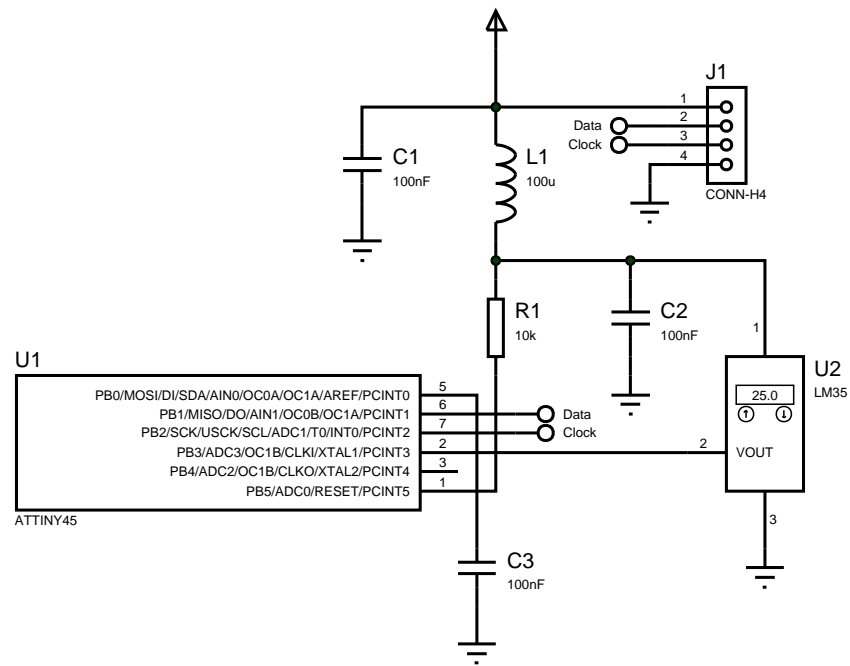 J1
1
2
3
4
Data
Clock
CONN-H4
C1
100nF
L1
100u
R1
10k
C2
100nF
1
U2
LM35
25.0
VOUT
2
3
U1
PB0/MOSI/DI/SDA/AIN0/OC0A/OC1A/AREF/PCINT0
5
PB1/MISO/DO/AIN1/OC0B/OC1A/PCINT1
6
Data
PB2/SCK/USCK/SCL/ADC1/T0/INT0/PCINT2
7
Clock
PB3/ADC3/OC1B/CLKI/XTAL1/PCINT3
2
PB4/ADC2/OC1B/CLKO/XTAL2/PCINT4
3
PB5/ADC0/RESET/PCINT5
1
ATTINY45
C3
100nF